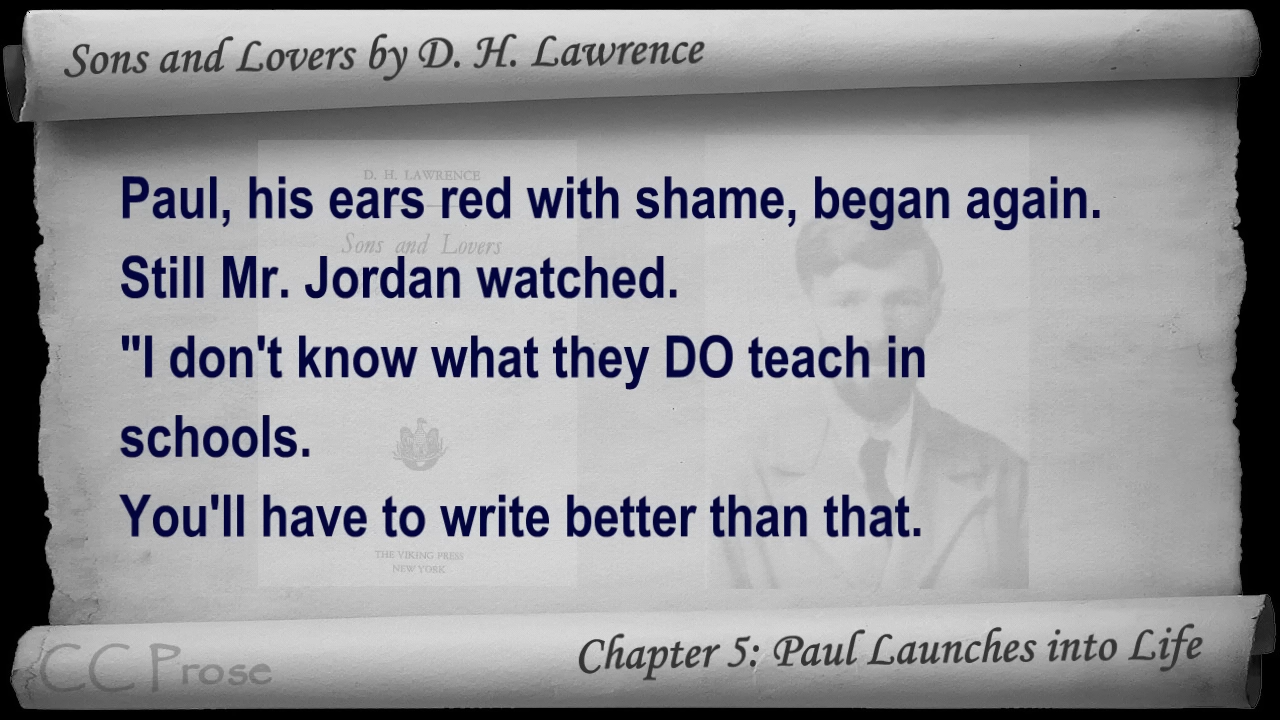 Sons and Lovers by D. H. Lawrence
D. H. LAWRENCE
Sons and Lovers
Paul, his ears red with shame, began again.
Still Mr. Jordan watched.
"I don't know what they DO teach in
schools.
You'll have to write better than that.
THE VIKING PRESS
NEW YORK
Chapter 5: Paul Launches into Life
CC Prose